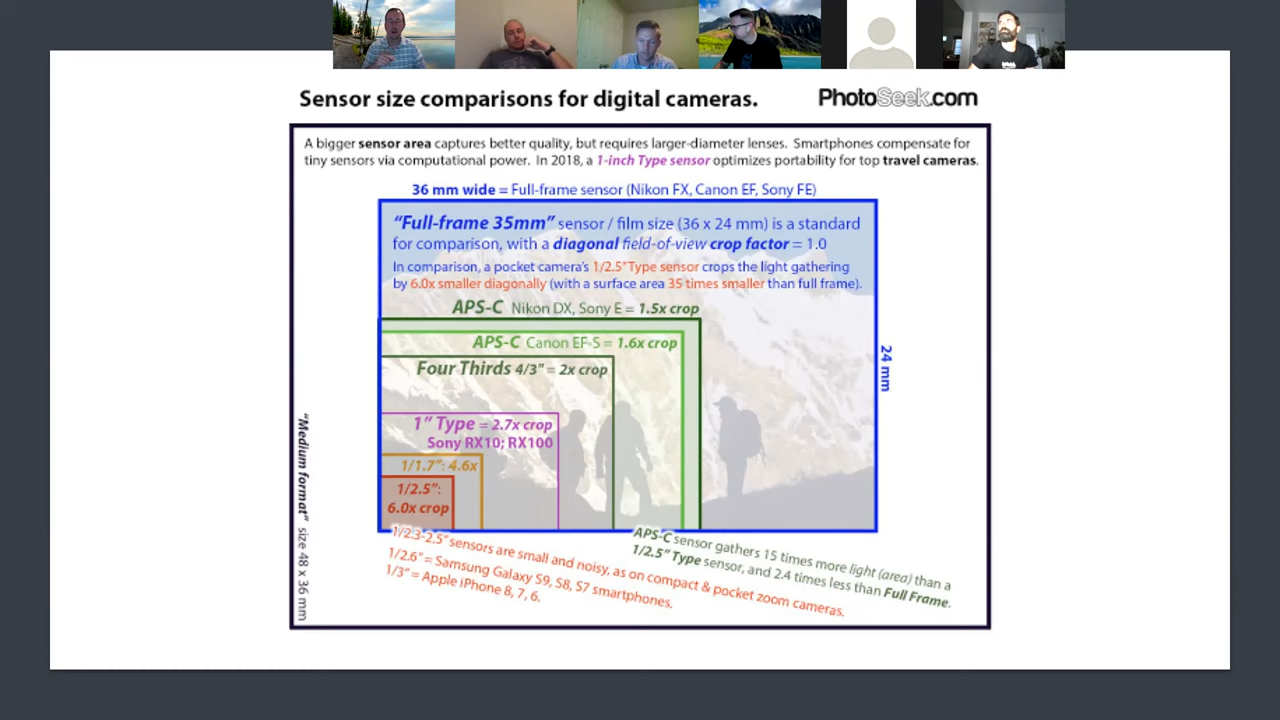 Sensor size comparisons for digital cameras.
PhotoSeek.com
A bigger sensor area captures better quality, but requires larger-diameter lenses. Smartphones compensate for
tiny sensors via computational power. In 2018, a 1-inch Type sensor optimizes portability for top travel cameras.
36 mm wide = Full-frame sensor (Nikon FX, Canon EF, Sony FE)
“Full-frame 35mm” sensor / film size (36 x 24 mm) is a standard
for comparison, with a diagonal field-of-view crop factor = 1.0
In comparison, a pocket camera's 1/2.5" Type sensor crops the light gathering
by 6.0x smaller diagonally (with a surface area 35 times smaller than full frame).
APS-C Nikon DX, Sony E = 1.5x crop
APS-C Canon EF-S = 1.6x crop
Four Thirds 4/3" = 2x crop
24 mm
1” Type = 2.7x crop
Sony RX10; RX100
1/1.7": 4.6x
1/2.5":
6.0x crop
“Medium format” size 48 x 36 mm
1/2.3-2.5" sensors are small and noisy, as on compact & pocket zoom cameras.
1/2.6" = Samsung Galaxy S9, S8, S7 smartphones.
1/3" = Apple iPhone 8, 7, 6.
APS-C sensor gathers 15 times more light (area) than a
1/2.5" Type sensor, and 2.4 times less than Full Frame.